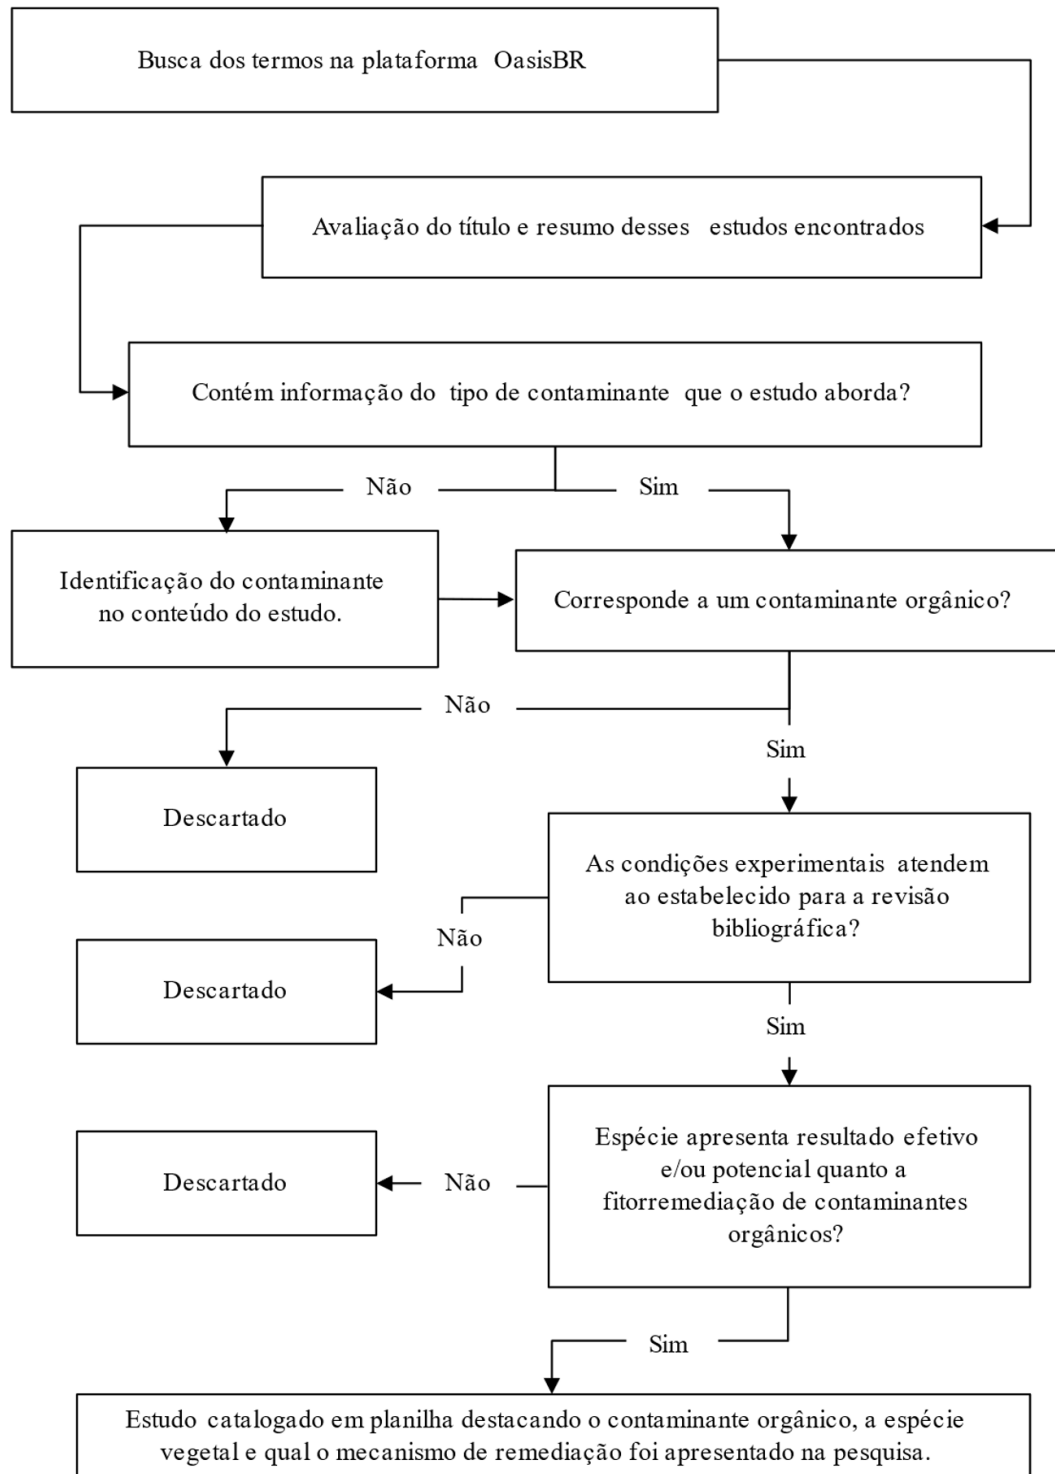 Busca dos termos na plataforma OasisBR
Avaliação do título e resumo desses estudos encontrados
Contém informação do tipo de contaminante que o estudo aborda?
Não
Sim
Identificação do contaminante
no conteúdo do estudo.
Corresponde a um contaminante orgânico?
Não
Sim
Descartado
As condições experimentais atendem
ao estabelecido para a revisão
bibliográfica?
Não
Descartado
Sim
Espécie apresenta resultado efetivo
e/ou potencial quanto a
fitorremediação de contaminantes
orgânicos?
Não
Descartado
Sim
Estudo catalogado em planilha destacando o contaminante orgânico, a espécie
vegetal e qual o mecanismo de remediação foi apresentado na pesquisa.